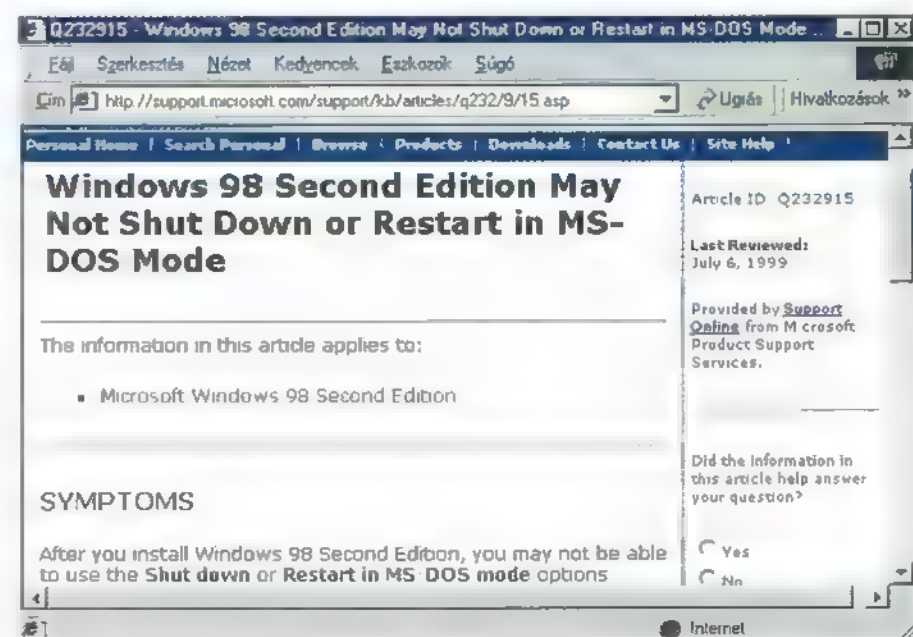 Q232915 - Windows 98 Second Edition May Not Shut Down or Restart in MS-DOS Mode ...
Fájl Szerkesztés Nézet Kedvencek Eszközök Súgó
Cím http://support.microsoft.com/support/kb/articles/q232/9/15.asp Ugrás Hivatkozások »
Personal Home | Search Personal | Browse | Products | Downloads | Contact Us | Site Help |
Windows 98 Second Edition May
Not Shut Down or Restart in MS-
DOS Mode
The information in this article applies to:
▪ Microsoft Windows 98 Second Edition
SYMPTOMS
After you install Windows 98 Second Edition, you may not be able
to use the Shut down or Restart in MS-DOS mode options
Article ID Q232915
Last Reviewed:
July 6, 1999
Provided by Support
Online from Microsoft
Product Support
Services.
Did the information in
this article help answer
your question?
Yes
No
Internet